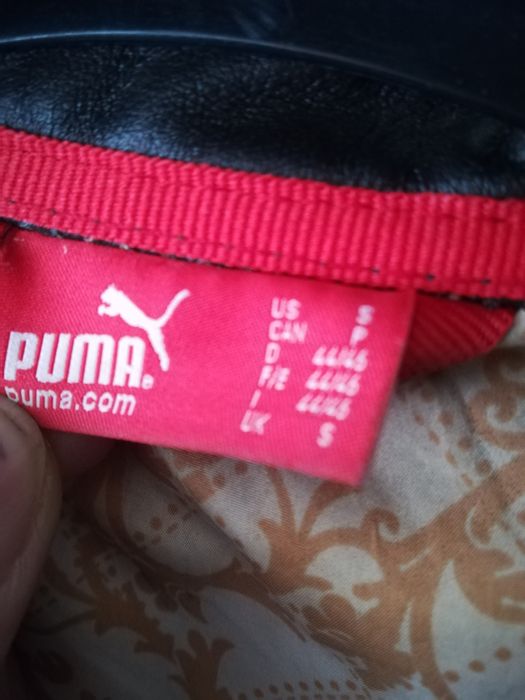 PUMA®
puma.com
US S
CAN P
D 44/46
F/E 44/46
I 44/46
UK S